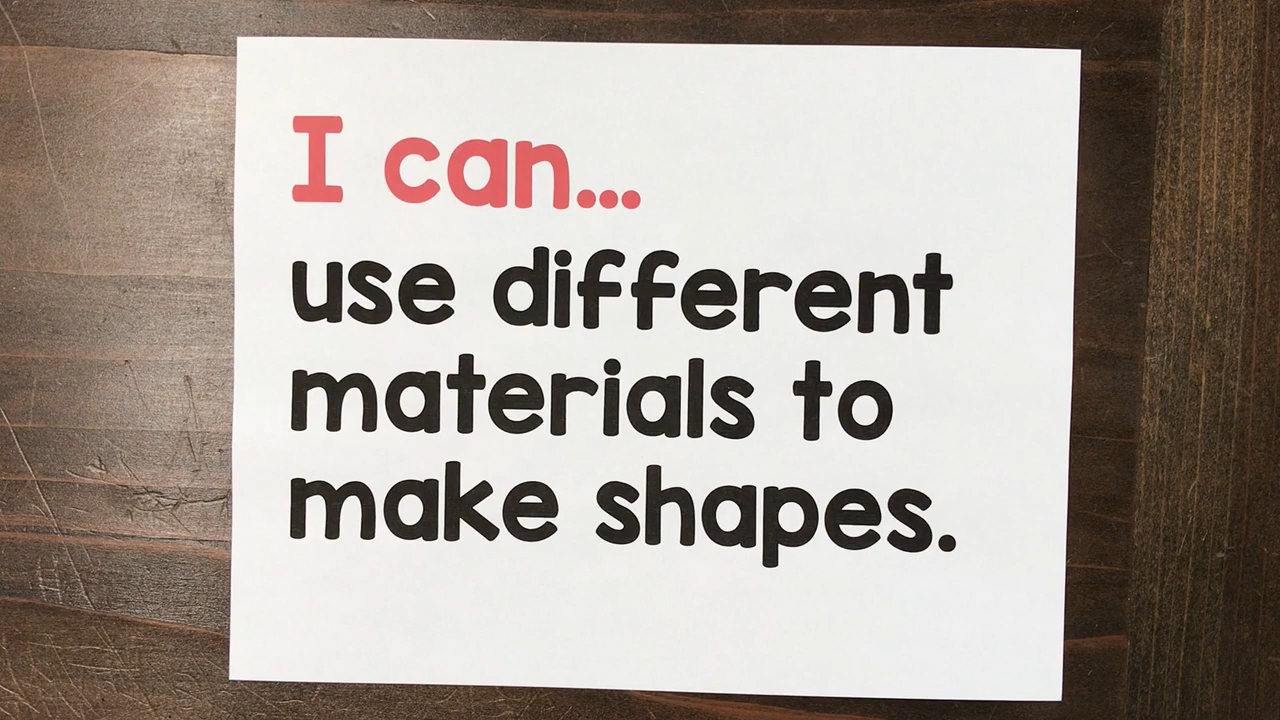 I can...
use different
materials to
make shapes.